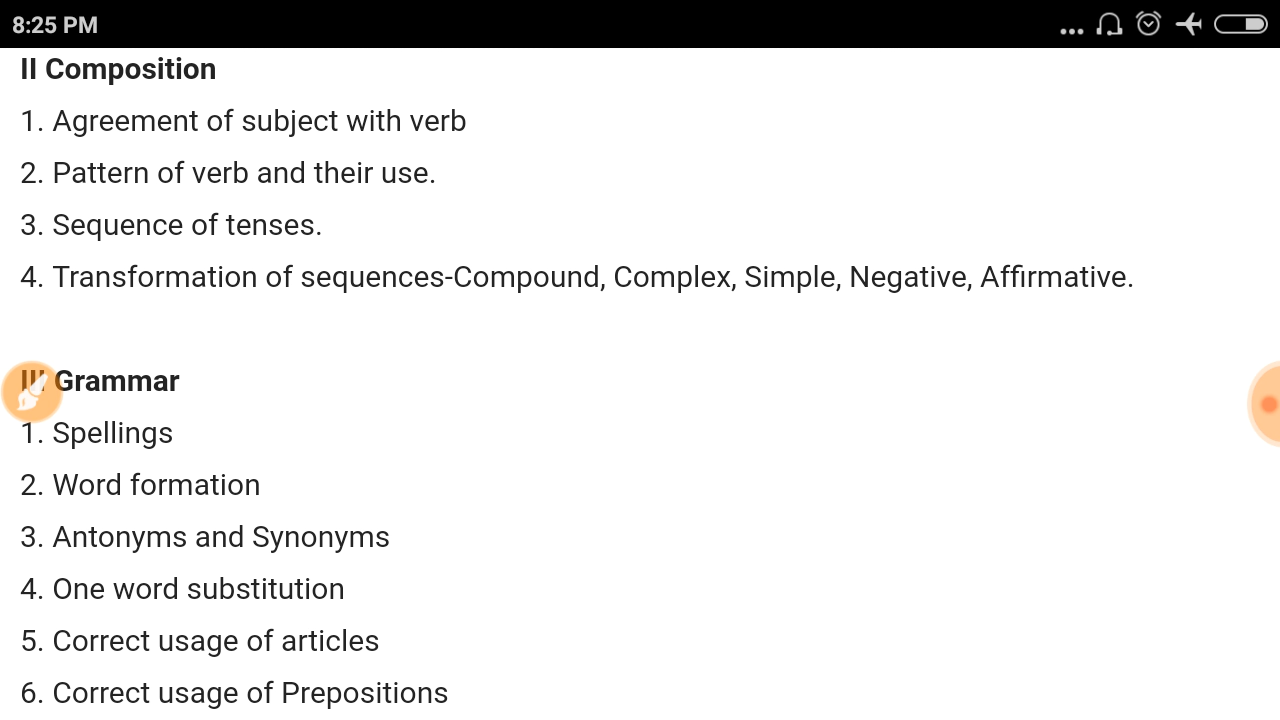 8:25 PM
II Composition
1. Agreement of subject with verb
2. Pattern of verb and their use.
3. Sequence of tenses.
4. Transformation of sequences-Compound, Complex, Simple, Negative, Affirmative.
III Grammar
1. Spellings
2. Word formation
3. Antonyms and Synonyms
4. One word substitution
5. Correct usage of articles
6. Correct usage of Prepositions